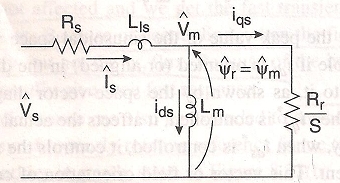 Rs Lls V̂m iqs
Îs ψ̂r = ψ̂m
V̂s ids Lm Rr
S